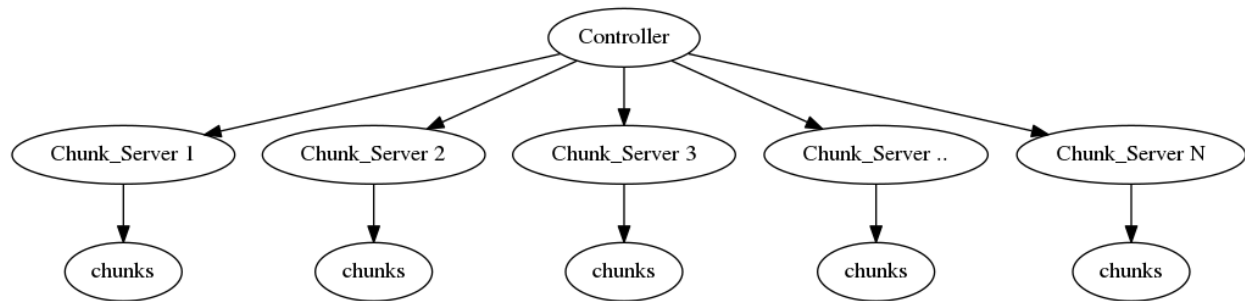 Controller
Chunk_Server 1
Chunk_Server 2
Chunk_Server 3
Chunk_Server ..
Chunk_Server N
chunks
chunks
chunks
chunks
chunks